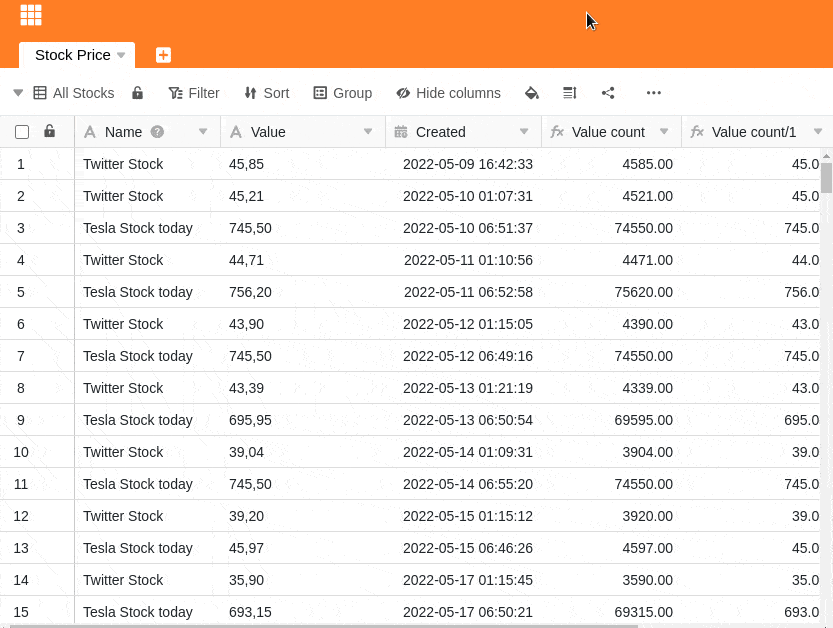 Stock Price
All Stocks Filter Sort Group Hide columns
Name Value Created fx Value count fx Value count/1
1 Twitter Stock 45,85 2022-05-09 16:42:33 4585.00 45.0
2 Twitter Stock 45,21 2022-05-10 01:07:31 4521.00 45.0
3 Tesla Stock today 745,50 2022-05-10 06:51:37 74550.00 745.0
4 Twitter Stock 44,71 2022-05-11 01:10:56 4471.00 44.0
5 Tesla Stock today 756,20 2022-05-11 06:52:58 75620.00 756.0
6 Twitter Stock 43,90 2022-05-12 01:15:05 4390.00 43.0
7 Tesla Stock today 745,50 2022-05-12 06:49:16 74550.00 745.0
8 Twitter Stock 43,39 2022-05-13 01:21:19 4339.00 43.0
9 Tesla Stock today 695,95 2022-05-13 06:50:54 69595.00 695.0
10 Twitter Stock 39,04 2022-05-14 01:09:31 3904.00 39.0
11 Tesla Stock today 745,50 2022-05-14 06:55:20 74550.00 745.0
12 Twitter Stock 39,20 2022-05-15 01:15:12 3920.00 39.0
13 Tesla Stock today 45,97 2022-05-15 06:46:26 4597.00 45.0
14 Twitter Stock 35,90 2022-05-17 01:15:45 3590.00 35.0
15 Tesla Stock today 693,15 2022-05-17 06:50:21 69315.00 693.0